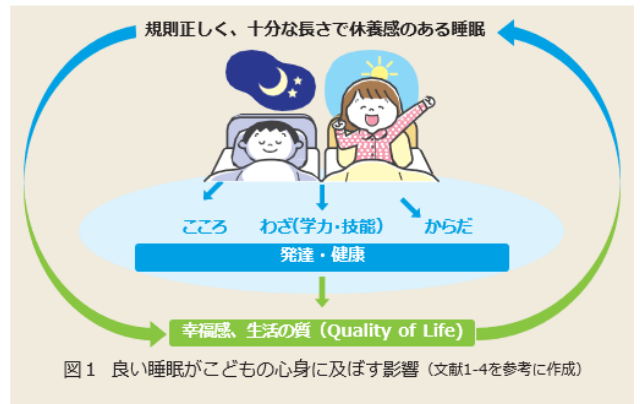 規則正しく、十分な長さで休養感のある睡眠
こころ わざ(学力・技能) からだ
発達・健康
幸福感、生活の質（Quality of Life)
図１ 良い睡眠がこどもの心身に及ぼす影響（文献1-4を参考に作成）